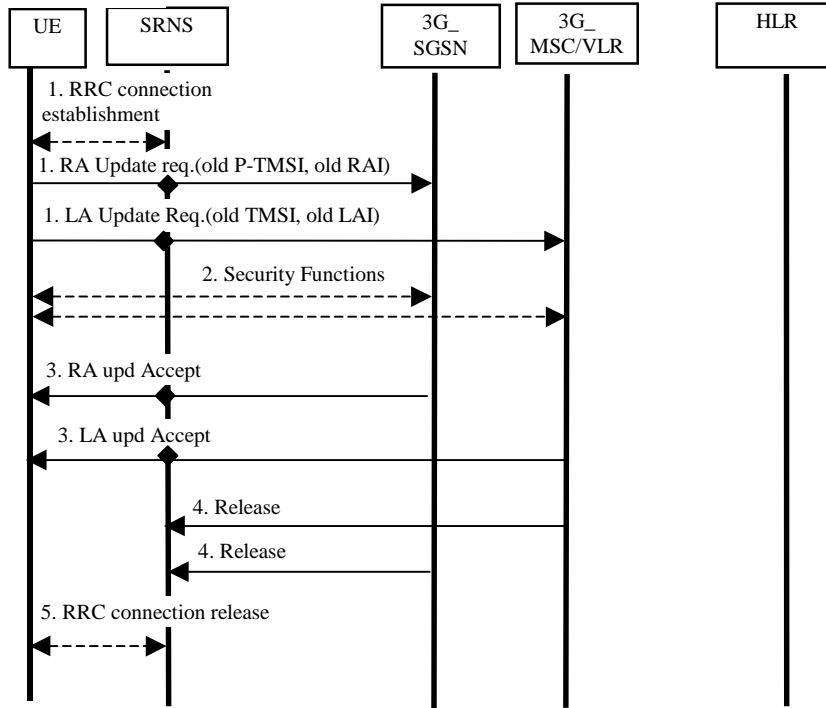 UE
SRNS
3G_
SGSN
3G_
MSC/VLR
HLR
1. RRC connection
establishment
1. RA Update req.(old P-TMSI, old RAI)
1. LA Update Req.(old TMSI, old LAI)
2. Security Functions
3. RA upd Accept
3. LA upd Accept
4. Release
4. Release
5. RRC connection release